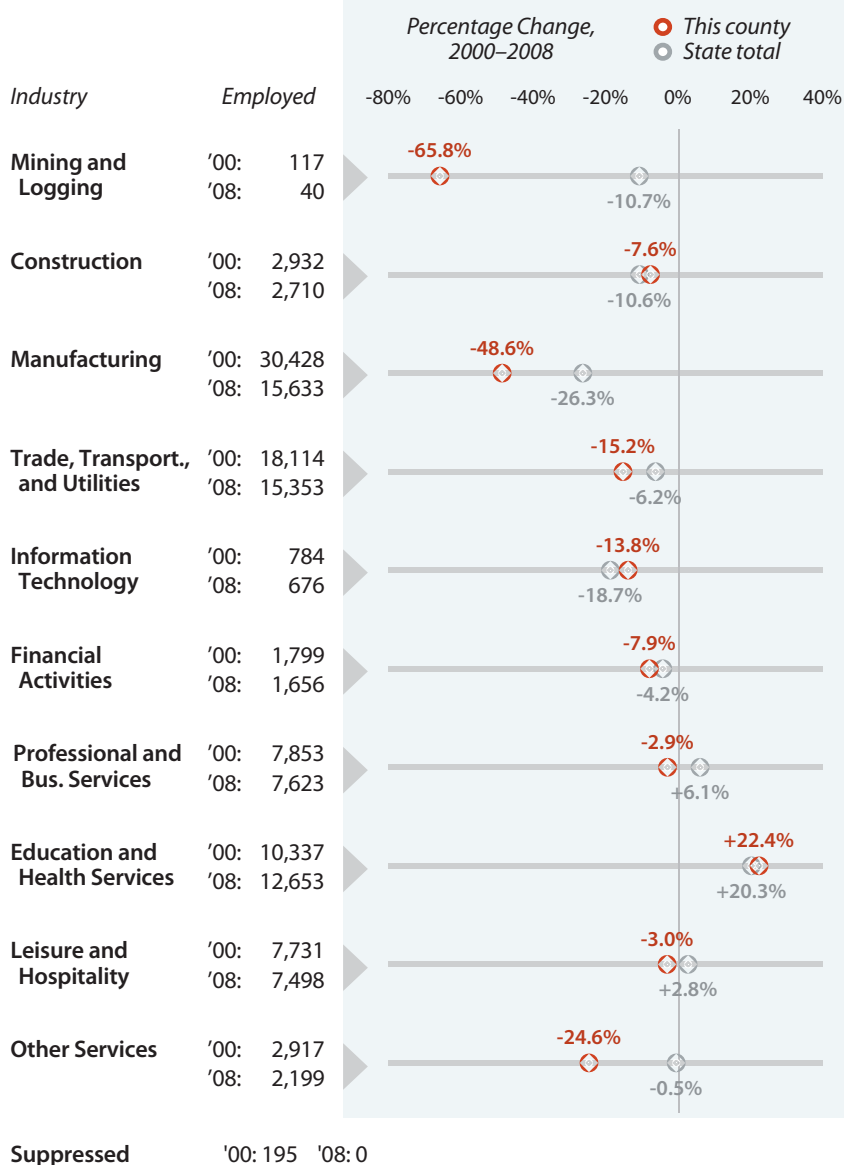 Percentage Change,
2000–2008
This county
State total
Industry Employed -80% -60% -40% -20% 0% 20% 40%
Mining and
Logging
’00: 117
’08: 40
-65.8%
-10.7%
Construction
’00: 2,932
’08: 2,710
-7.6%
-10.6%
Manufacturing
’00: 30,428
’08: 15,633
-48.6%
-26.3%
Trade, Transport.,
and Utilities
’00: 18,114
’08: 15,353
-15.2%
-6.2%
Information
Technology
’00: 784
’08: 676
-13.8%
-18.7%
Financial
Activities
’00: 1,799
’08: 1,656
-7.9%
-4.2%
Professional and
Bus. Services
’00: 7,853
’08: 7,623
-2.9%
+6.1%
Education and
Health Services
’00: 10,337
’08: 12,653
+22.4%
+20.3%
Leisure and
Hospitality
’00: 7,731
’08: 7,498
-3.0%
+2.8%
Other Services
’00: 2,917
’08: 2,199
-24.6%
-0.5%
Suppressed '00: 195 '08: 0